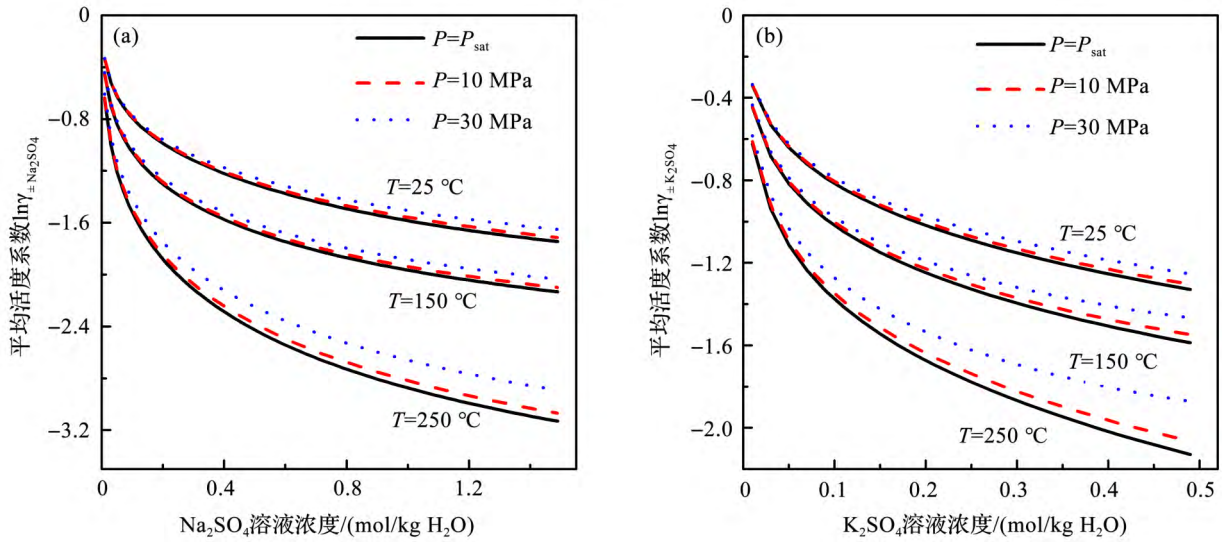 (a)
P=Psat
P=10 MPa
P=30 MPa
T=25 ℃
T=150 ℃
T=250 ℃
0
−0.8
−1.6
−2.4
−3.2
平均活度系数lnγ±Na₂SO₄
0 0.4 0.8 1.2
Na₂SO₄溶液浓度/(mol/kg H₂O)
(b)
P=Psat
P=10 MPa
P=30 MPa
T=25 ℃
T=150 ℃
T=250 ℃
0
−0.4
−0.8
−1.2
−1.6
−2.0
平均活度系数lnγ±K₂SO₄
0 0.1 0.2 0.3 0.4 0.5
K₂SO₄溶液浓度/(mol/kg H₂O)